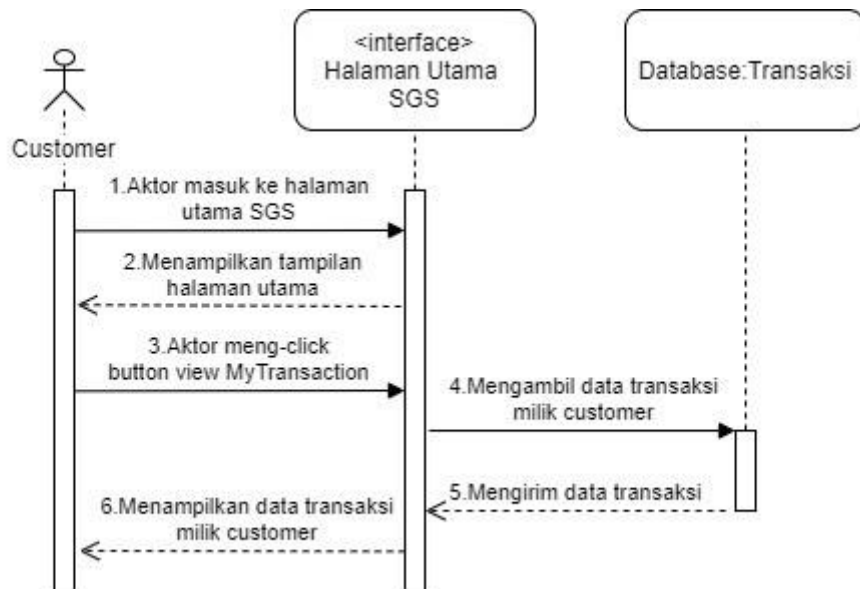 <interface>
Halaman Utama
SGS
Database:Transaksi
Customer
1.Aktor masuk ke halaman
utama SGS
2.Menampilkan tampilan
halaman utama
3.Aktor meng-click
button view MyTransaction
4.Mengambil data transaksi
milik customer
5.Mengirim data transaksi
6.Menampilkan data transaksi
milik customer